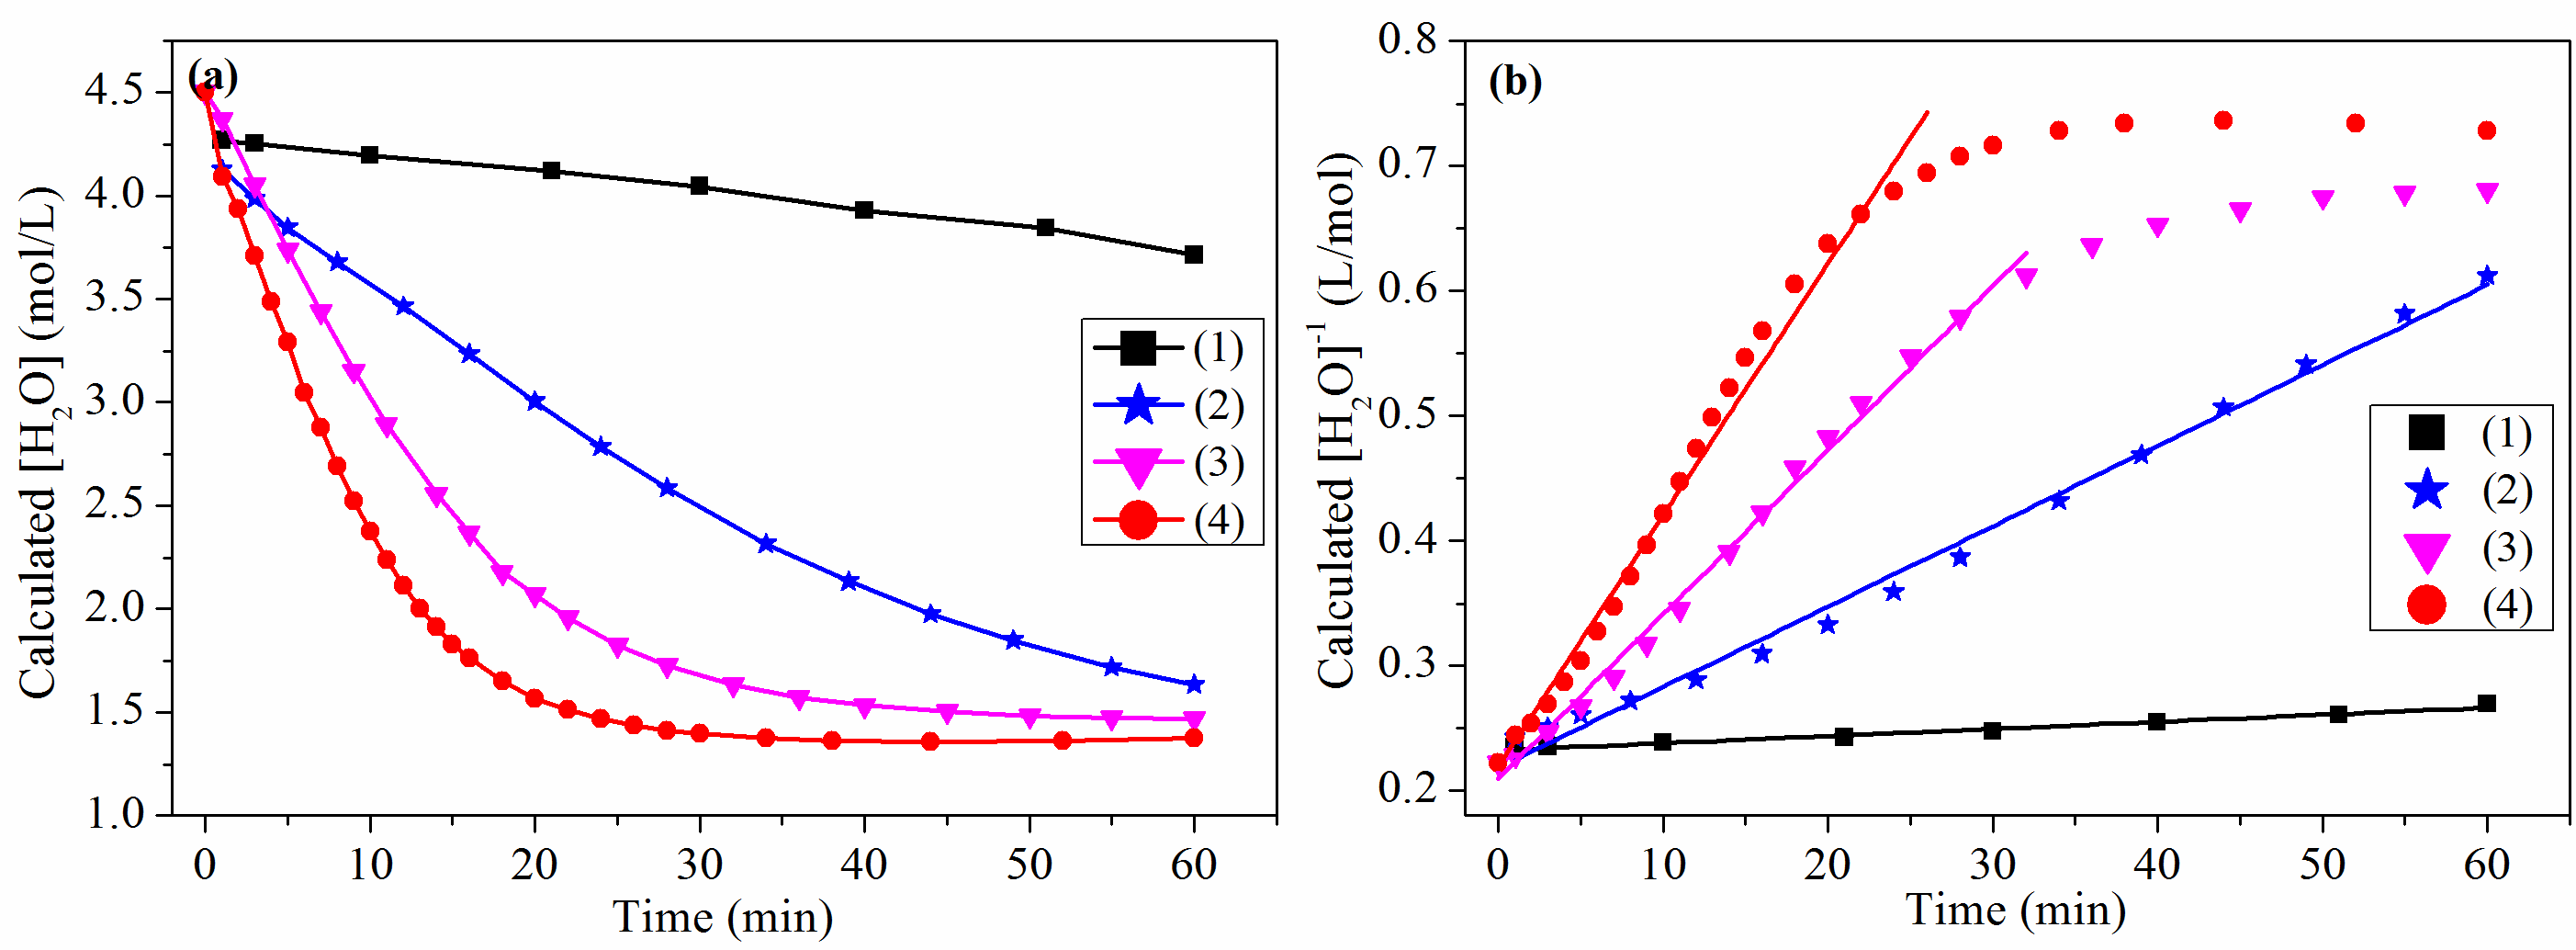 (a)
Calculated [H₂O] (mol/L)
4.5
4.0
3.5
3.0
2.5
2.0
1.5
1.0
(1)
(2)
(3)
(4)
0 10 20 30 40 50 60
Time (min)
(b)
Calculated [H₂O]⁻¹ (L/mol)
0.8
0.7
0.6
0.5
0.4
0.3
0.2
(1)
(2)
(3)
(4)
0 10 20 30 40 50 60
Time (min)